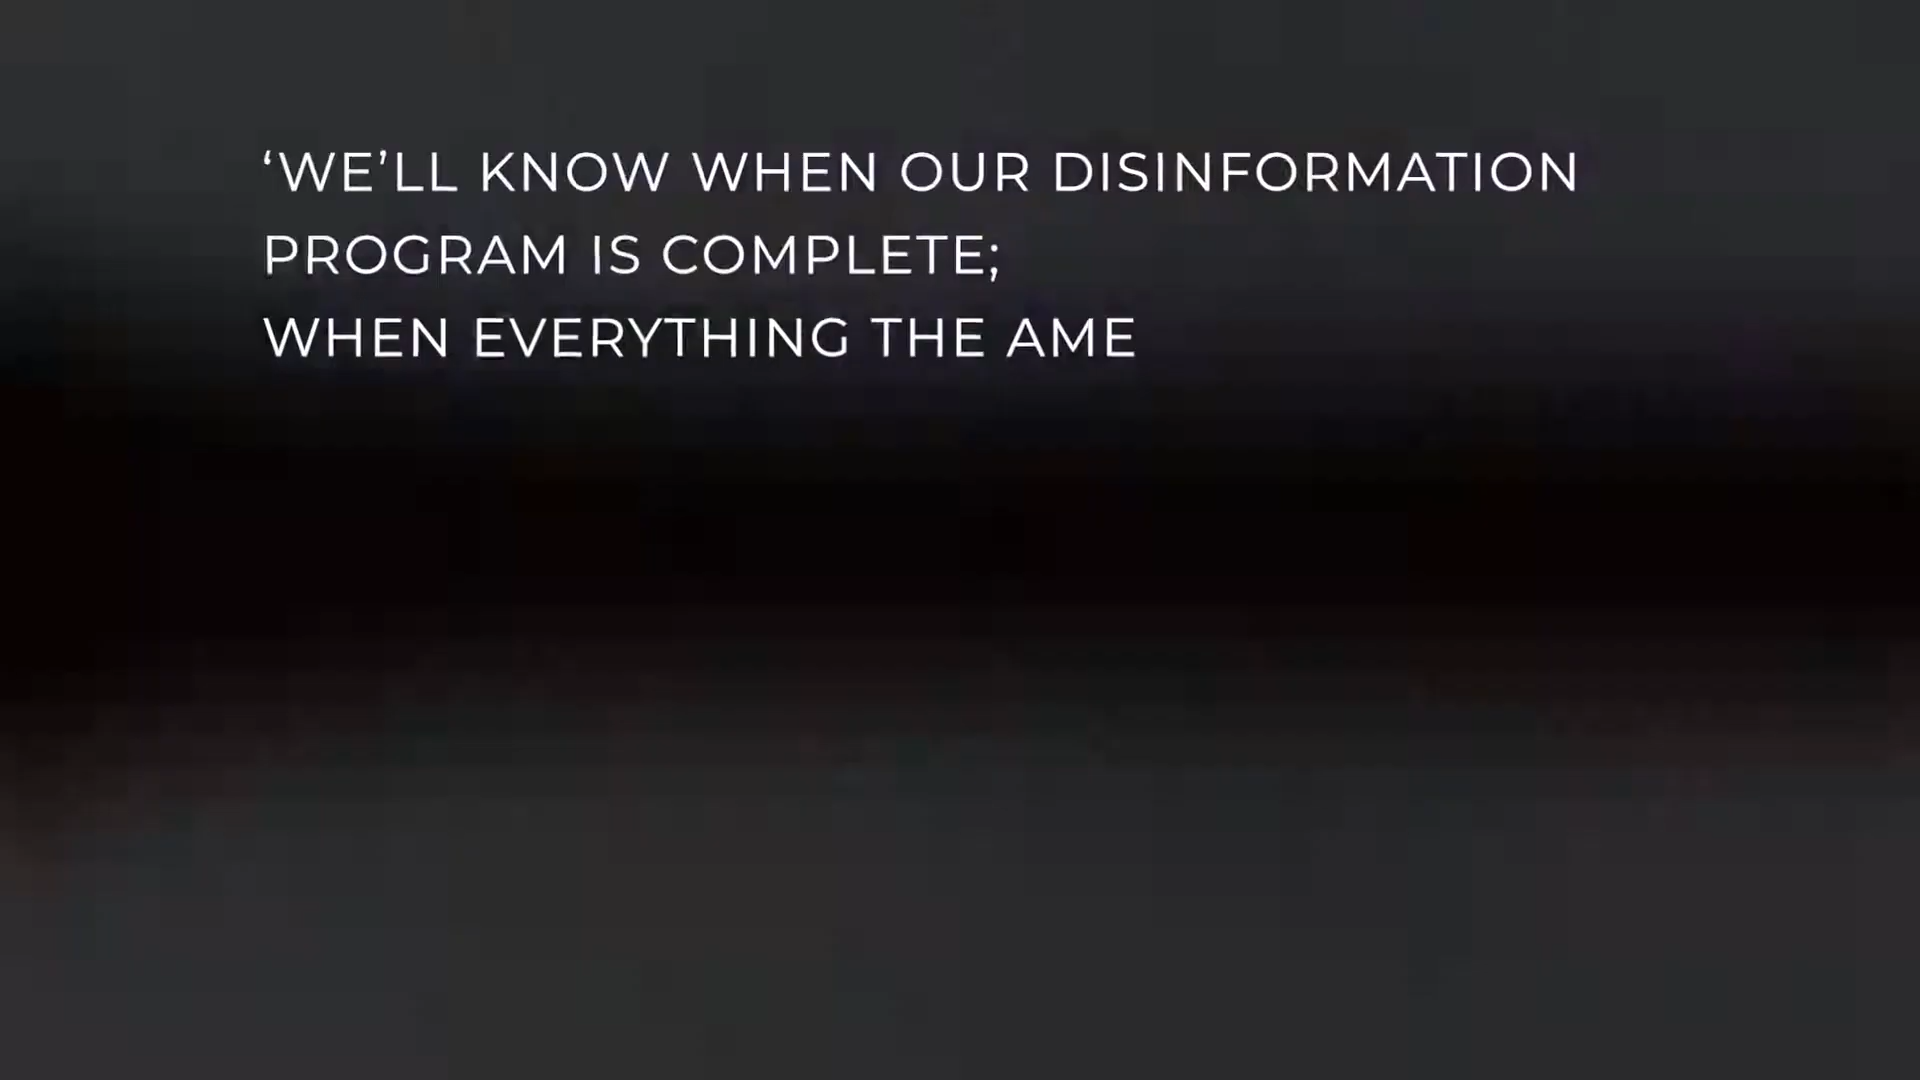 ‘WE’LL KNOW WHEN OUR DISINFORMATION
PROGRAM IS COMPLETE;
WHEN EVERYTHING THE AME